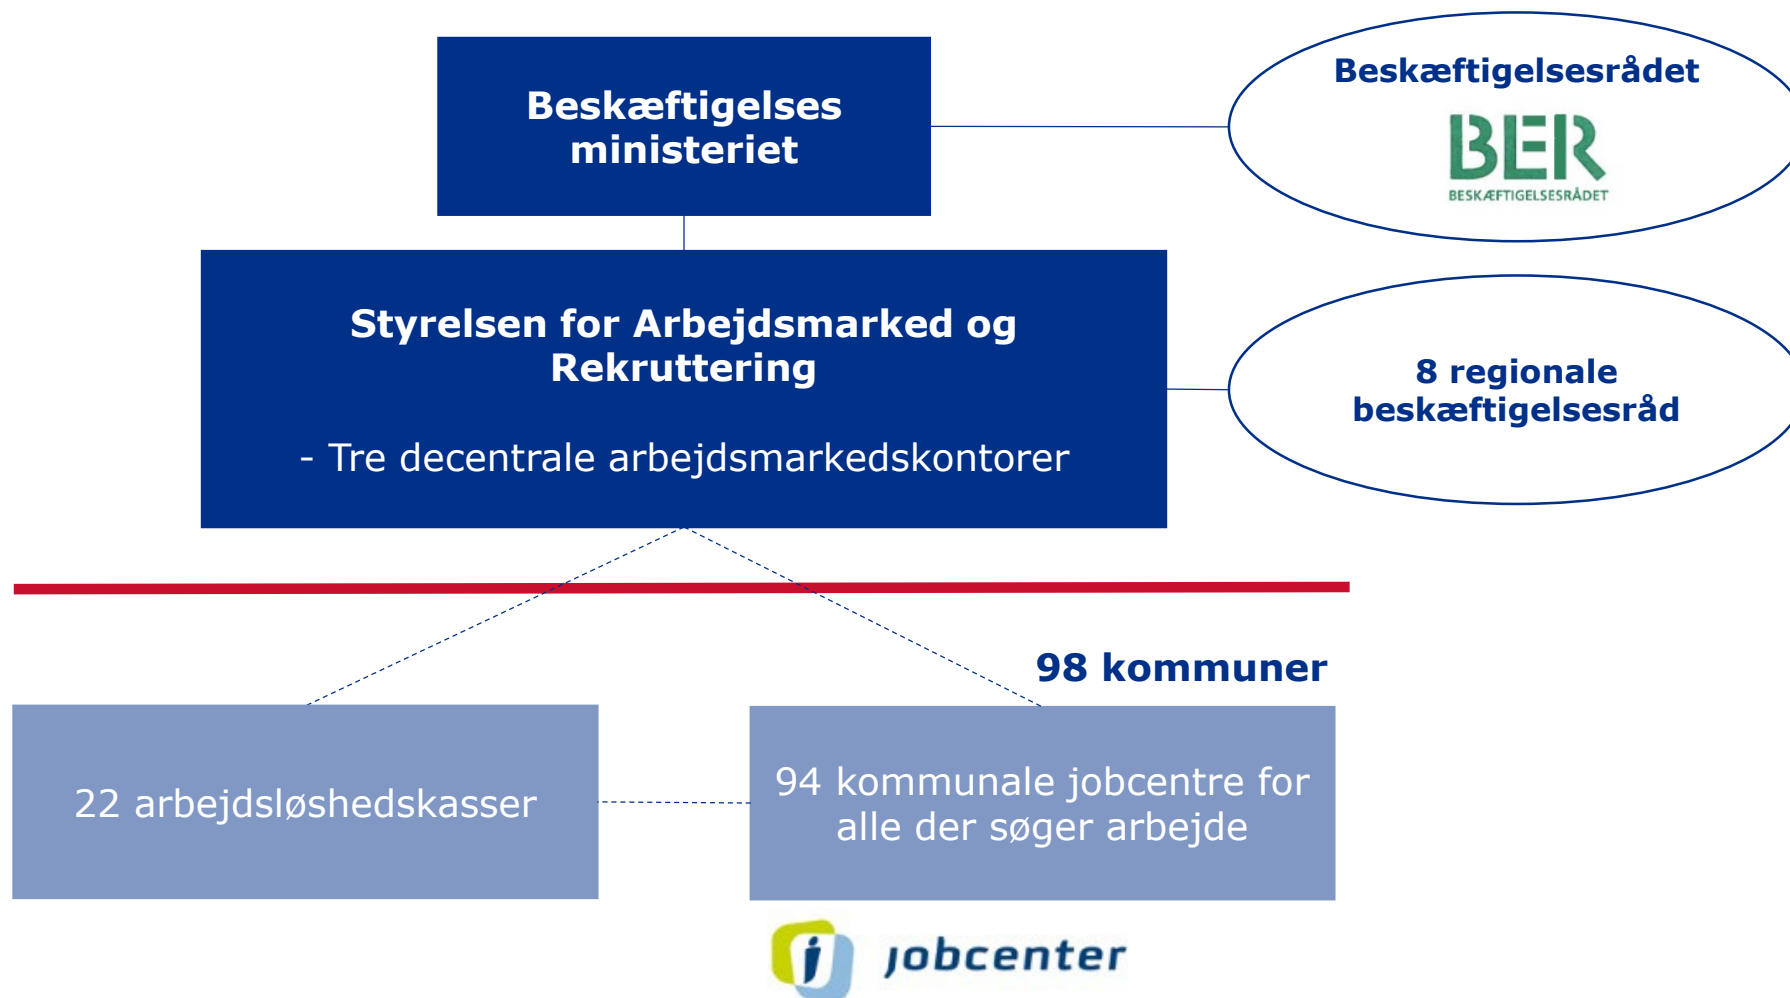 Beskæftigelses
ministeriet
Beskæftigelsesrådet
BER
BESKÆFTIGELSESRÅDET
Styrelsen for Arbejdsmarked og
Rekruttering
- Tre decentrale arbejdsmarkedskontorer
8 regionale
beskæftigelsesråd
98 kommuner
22 arbejdsløshedskasser
94 kommunale jobcentre for
alle der søger arbejde
jobcenter